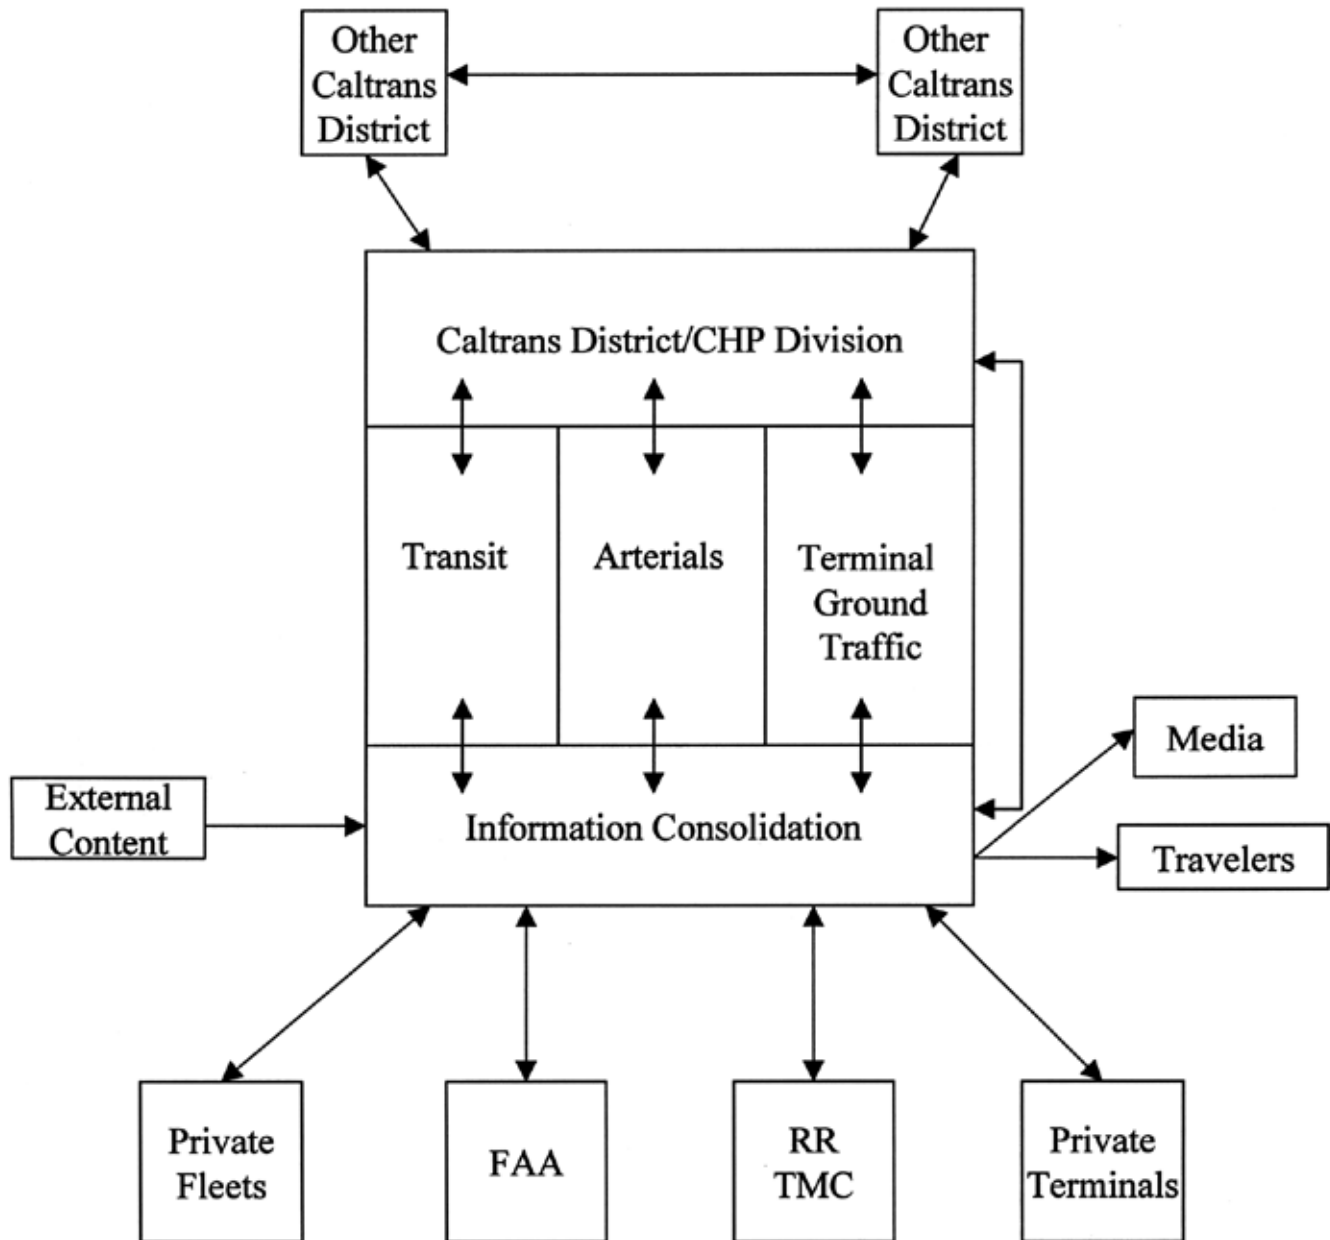 Other
Caltrans
District
Other
Caltrans
District
Caltrans District/CHP Division
Transit
Arterials
Terminal
Ground
Traffic
Media
External
Content
Information Consolidation
Travelers
Private
Fleets
FAA
RR
TMC
Private
Terminals